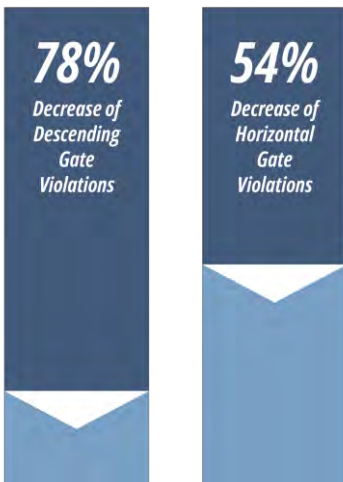 78%
Decrease of
Descending
Gate
Violations
54%
Decrease of
Horizontal
Gate
Violations